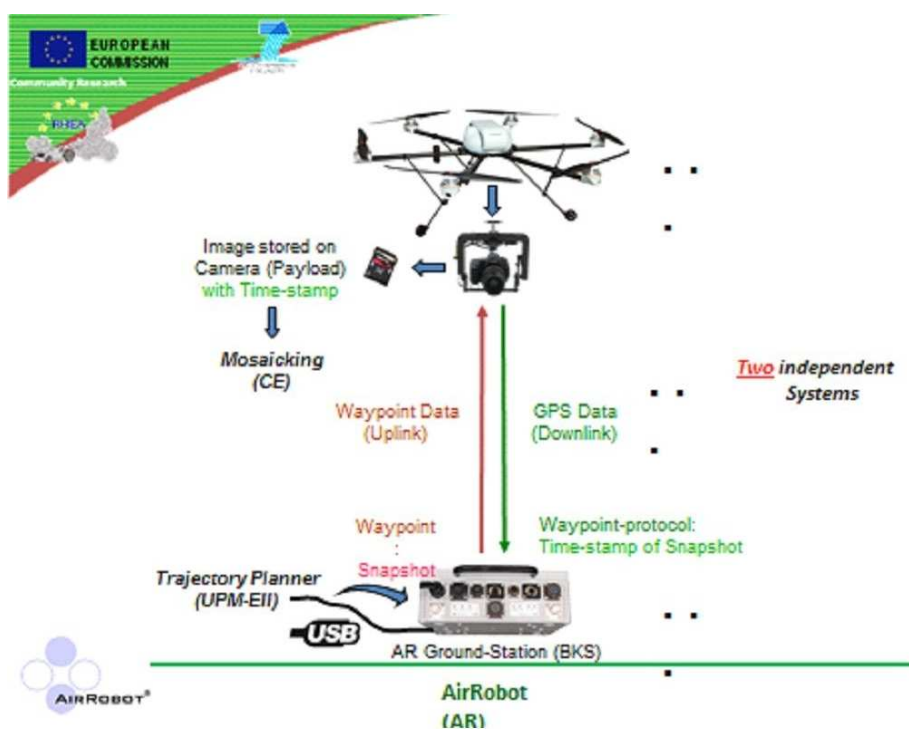 EUROPEAN
COMMISSION
Community Research
RHEA
Image stored on
Camera (Payload)
with Time-stamp
Mosaicking
(CE)
Two independent
Systems
Waypoint Data
(Uplink)
GPS Data
(Downlink)
Waypoint
:
Snapshot
Waypoint-protocol:
Time-stamp of Snapshot
Trajectory Planner
(UPM-EII)
USB
AR Ground-Station (BKS)
AIRROBOT®
AirRobot
(AR)